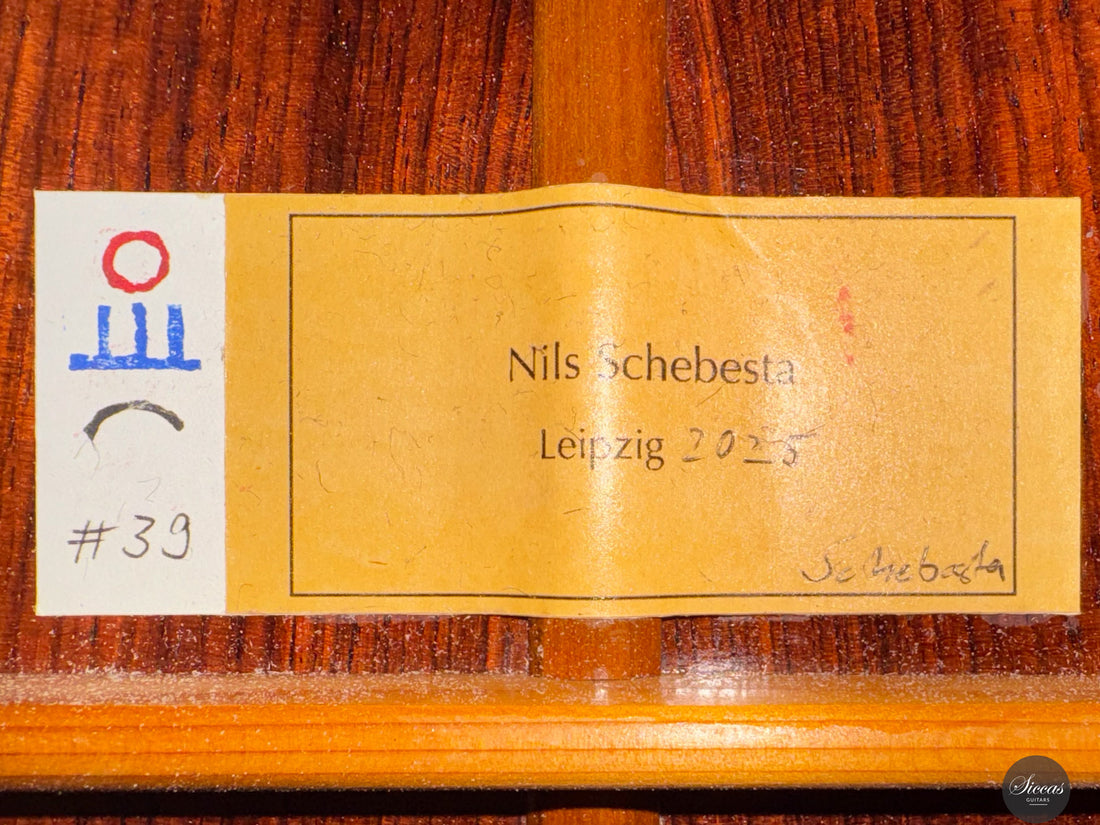 #39
Nils Schebesta
Leipzig 2025
Schebesta
Siccas
GUITARS